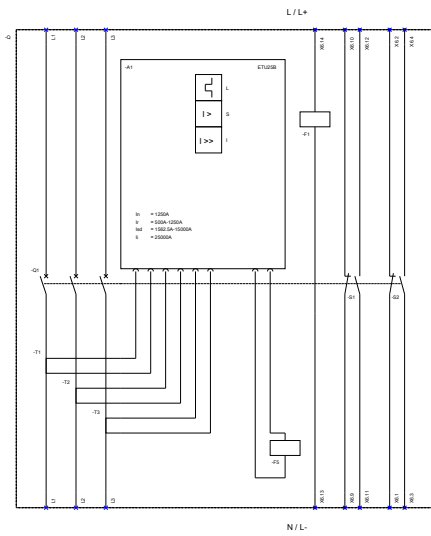 L / L+
-Q
L1
L2
L3
X6.14
X6.10
X6.12
X6.2
X6.4
-A1
ETU25B
L
I >
S
I >>
I
-F1
In = 1250A
Ir = 500A-1250A
Isd = 1562.5A-15000A
Ii = 25000A
-Q1
-S1
-S2
-T1
-T2
-T3
-F5
L1
L2
L3
X6.13
X6.9
X6.11
X6.1
X6.3
N / L-